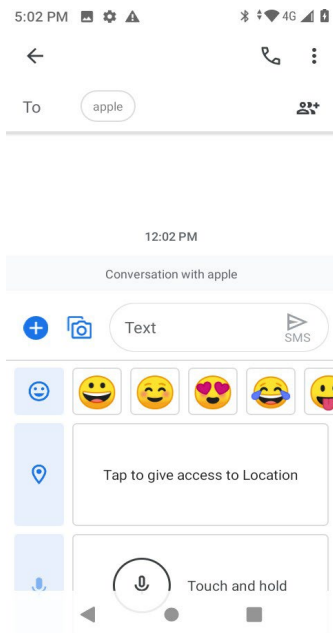 5:02 PM 4G
To apple
12:02 PM
Conversation with apple
Text
SMS
Tap to give access to Location
Touch and hold